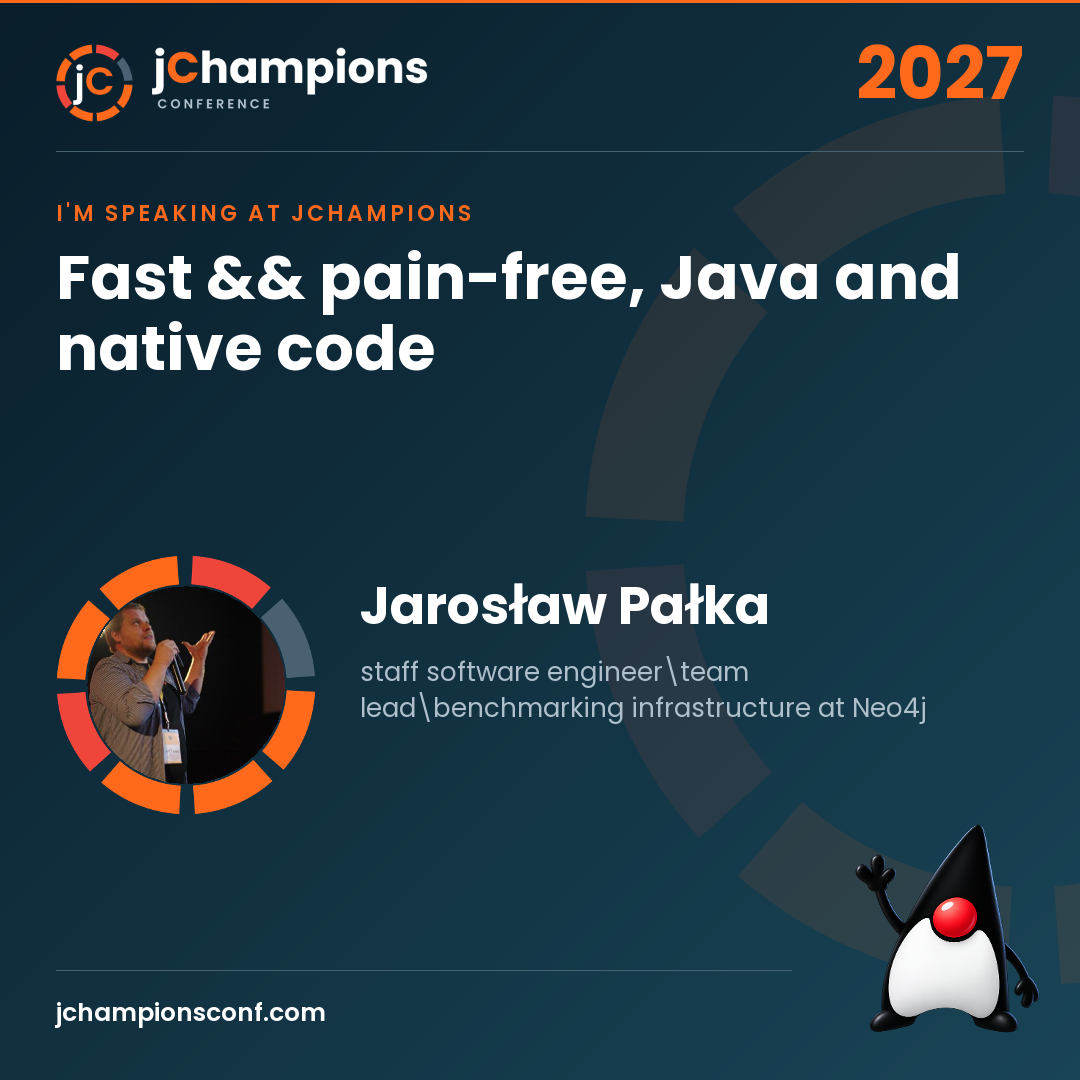 jC
jChampions
CONFERENCE
2027
I'M SPEAKING AT JCHAMPIONS
Fast && pain-free, Java and
native code
Jarosław Pałka
staff software engineer\team
lead\benchmarking infrastructure at Neo4j
jchampionsconf.com